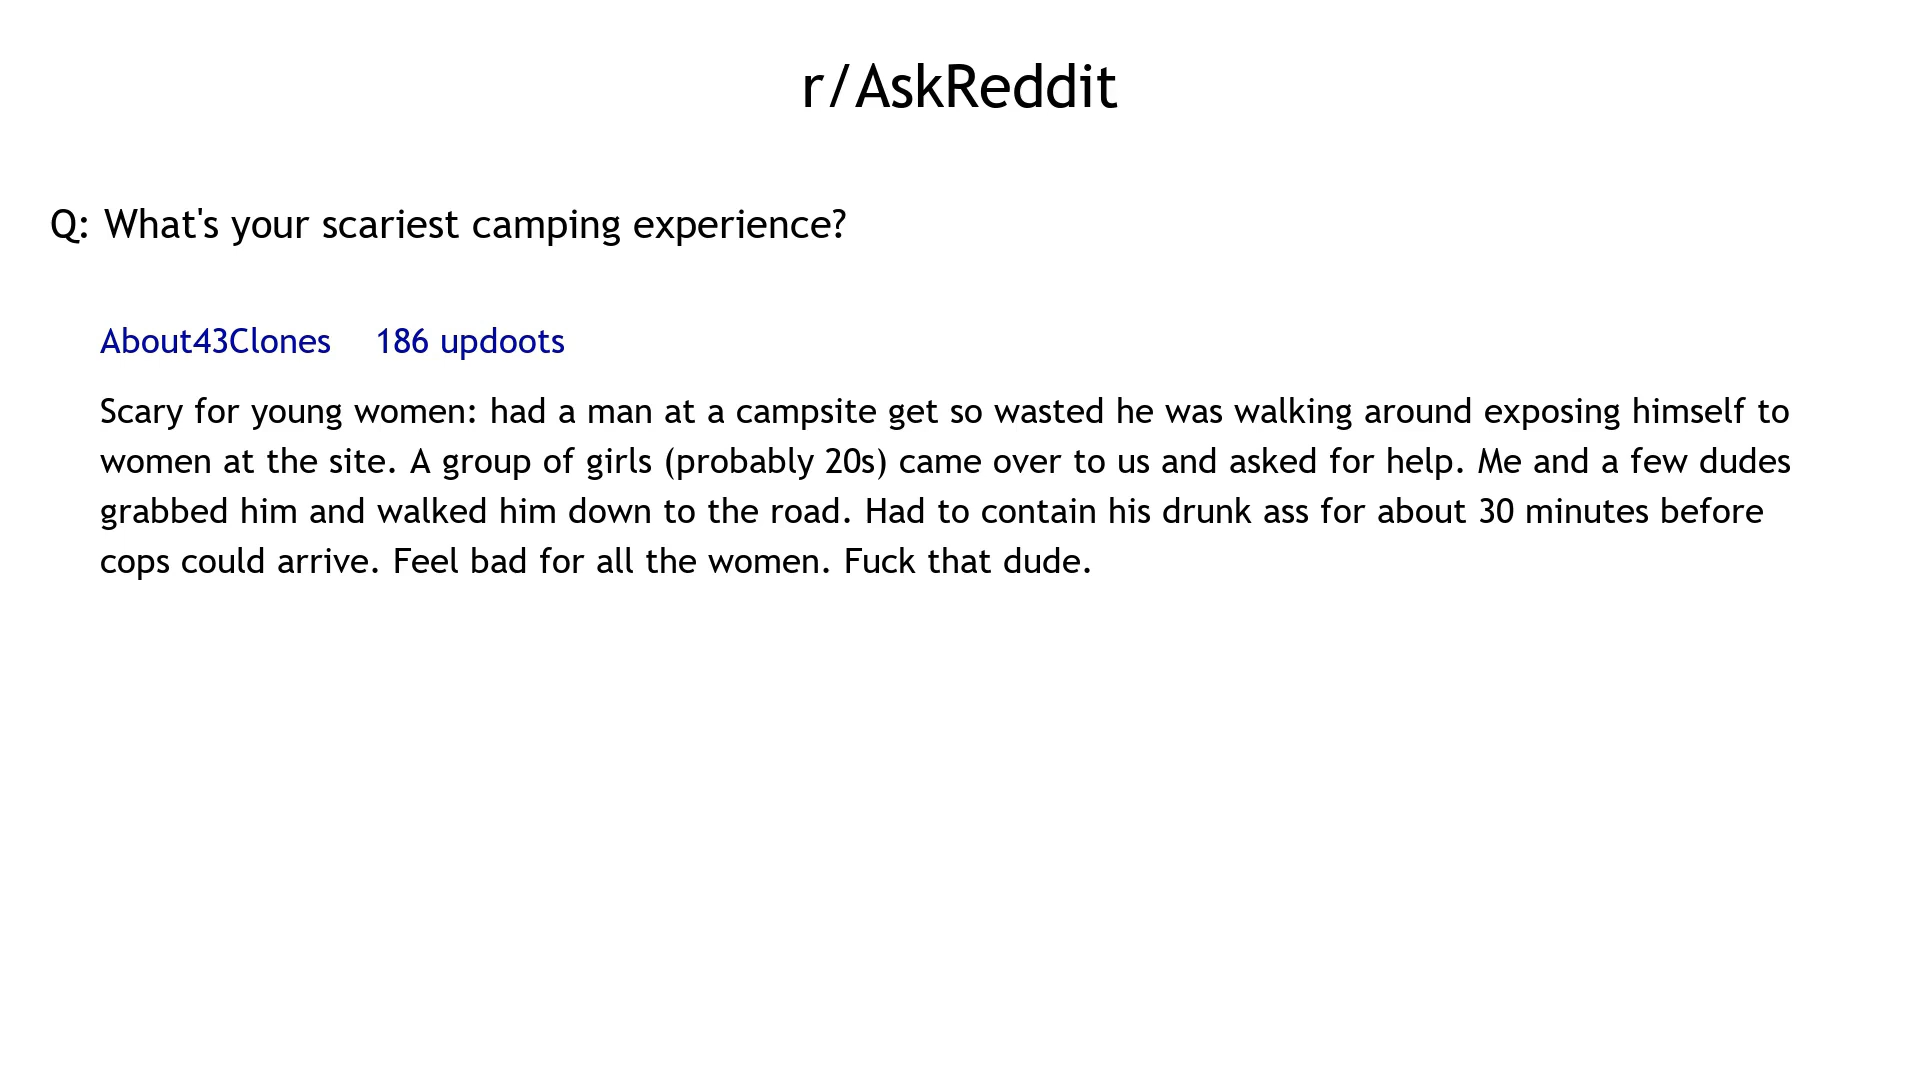 r/AskReddit
Q: What's your scariest camping experience?
About43Clones 186 updoots
Scary for young women: had a man at a campsite get so wasted he was walking around exposing himself to
women at the site. A group of girls (probably 20s) came over to us and asked for help. Me and a few dudes
grabbed him and walked him down to the road. Had to contain his drunk ass for about 30 minutes before
cops could arrive. Feel bad for all the women. Fuck that dude.